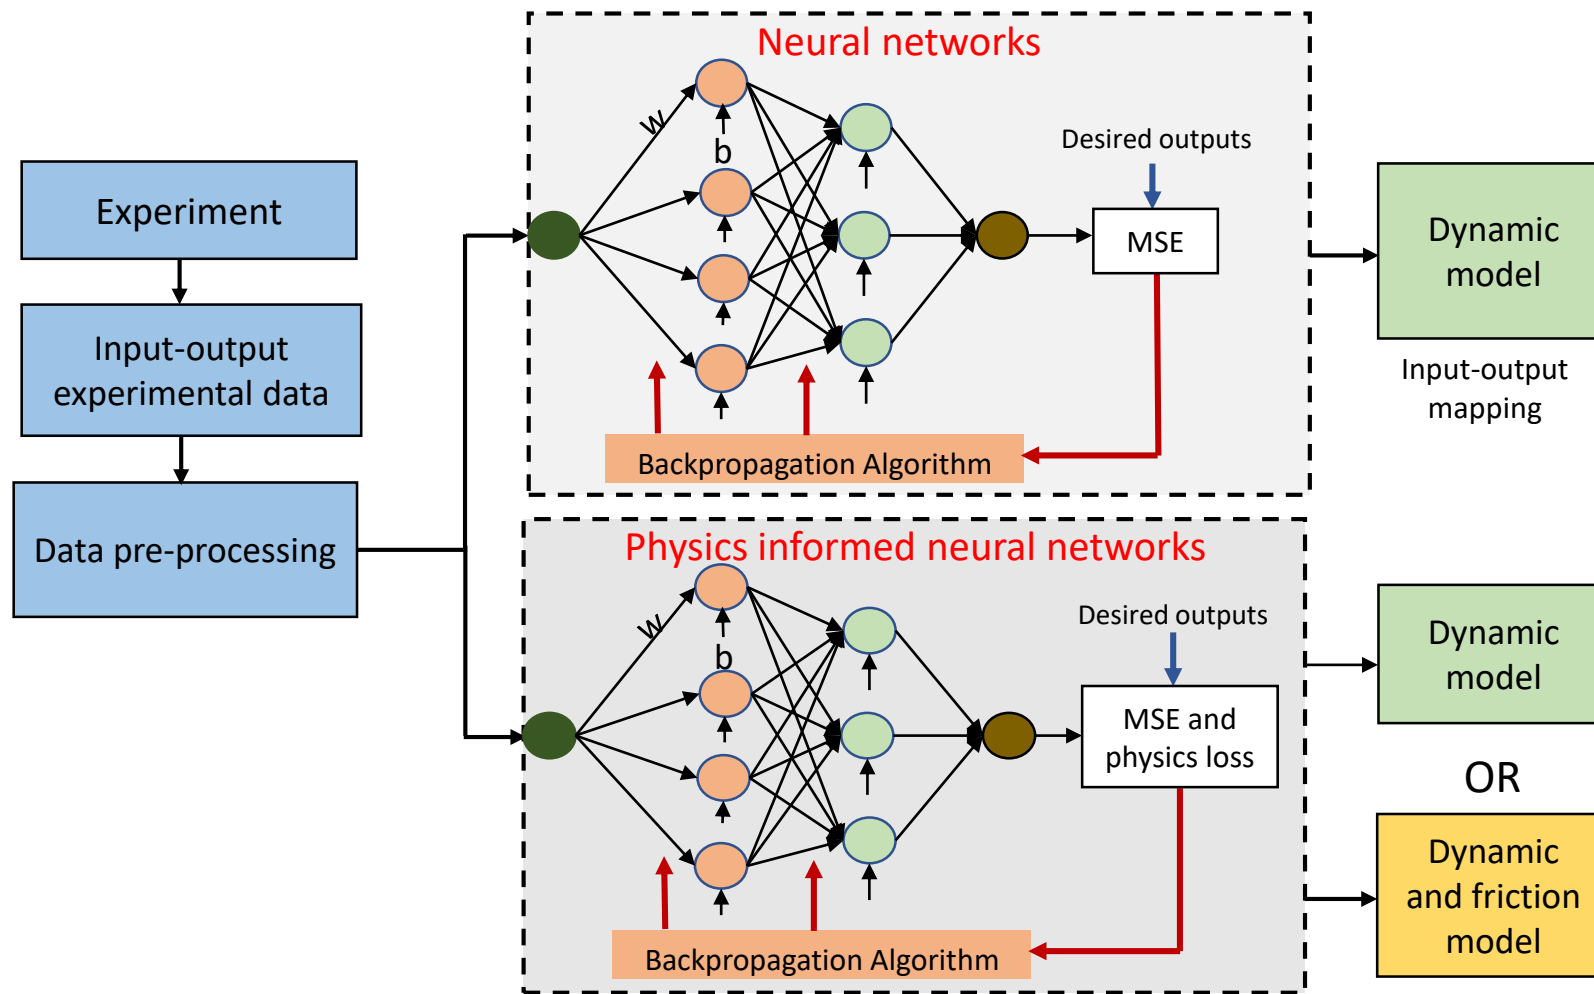 Experiment
Input-output
experimental data
Data pre-processing
Neural networks
w
b
Desired outputs
MSE
Backpropagation Algorithm
Dynamic
model
Input-output
mapping
Physics informed neural networks
w
b
Desired outputs
MSE and
physics loss
Backpropagation Algorithm
Dynamic
model
OR
Dynamic
and friction
model